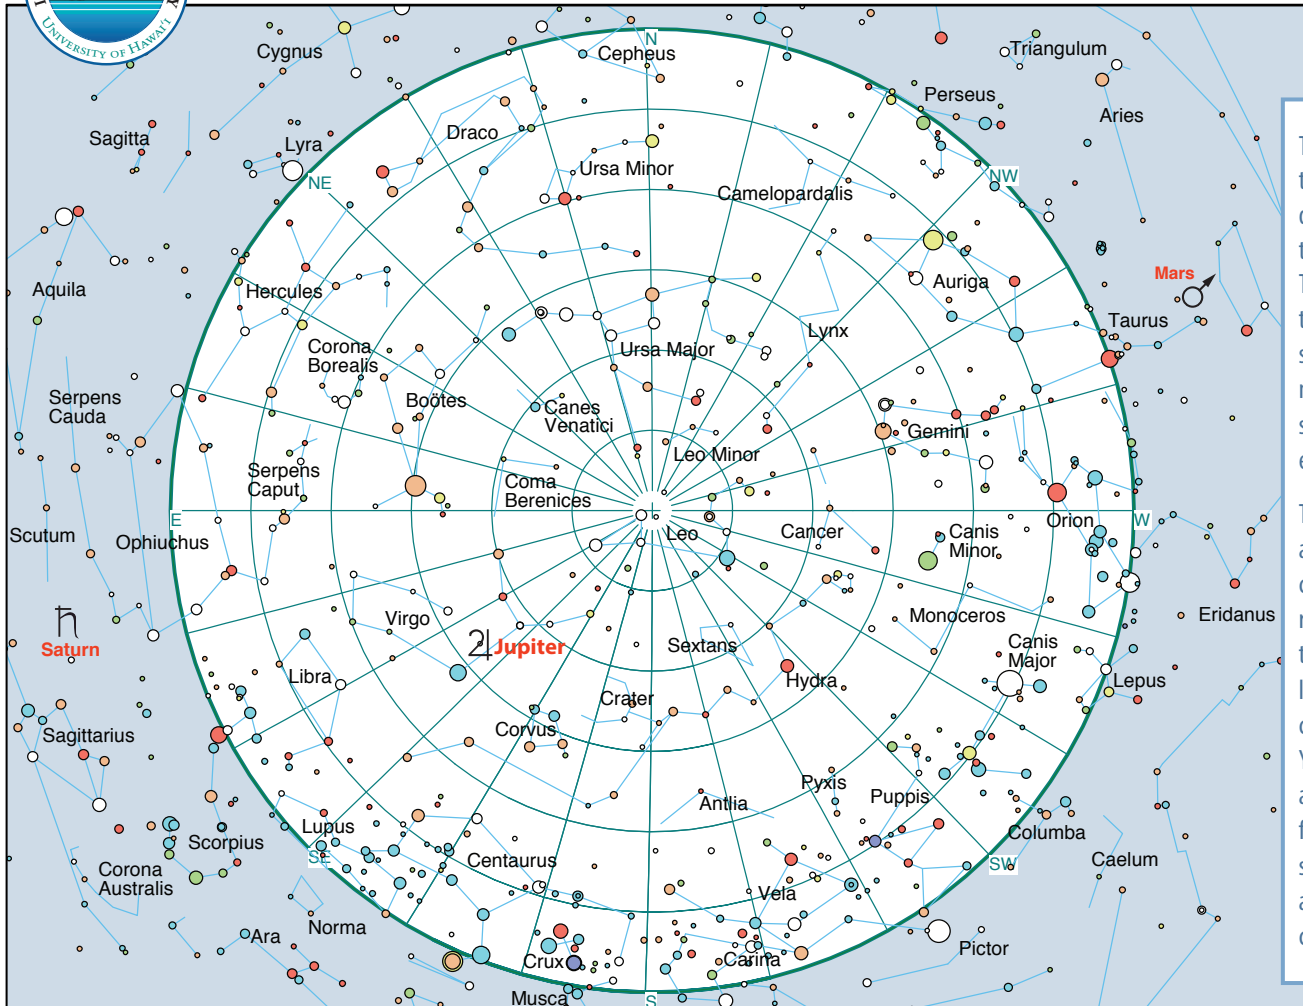 UNIVERSITY OF HAWAI'I
Cygnus
N
Cepheus
Triangulum
Perseus
Aries
Sagitta
Lyra
Draco
Ursa Minor
Camelopardalis
NE
NW
Mars
Aquila
Hercules
Auriga
Taurus
Lynx
Corona
Borealis
Ursa Major
Serpens
Cauda
Boötes
Canes
Venatici
Gemini
Leo Minor
Serpens
Caput
Coma
Berenices
E
W
Orion
Scutum
Ophiuchus
Leo
Cancer
Canis
Minor
Virgo
Monoceros
Eridanus
Saturn
Jupiter
Sextans
Canis
Major
Libra
Hydra
Lepus
Crater
Sagittarius
Corvus
Pyxis
Puppis
Antlia
Columba
Lupus
Scorpius
SE
Centaurus
SW
Caelum
Corona
Australis
Vela
Norma
Ara
Crux
Carina
Pictor
Musca
S